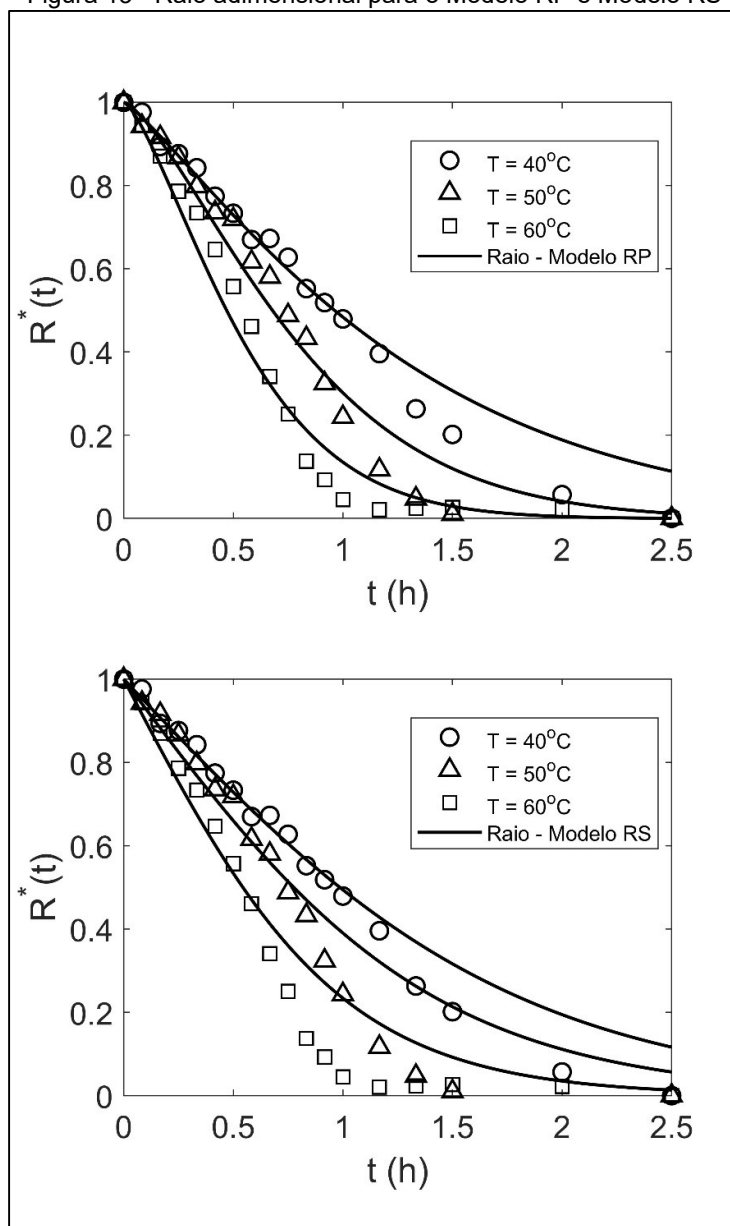 Figura 16 - Raio adimensional para o Modelo RP e Modelo RS
1
0.8
0.6
0.4
0.2
0
R*(t)
T = 40°C
T = 50°C
T = 60°C
Raio - Modelo RP
0
0.5
1
1.5
2
2.5
t (h)
1
0.8
0.6
0.4
0.2
0
R*(t)
T = 40°C
T = 50°C
T = 60°C
Raio - Modelo RS
0
0.5
1
1.5
2
2.5
t (h)